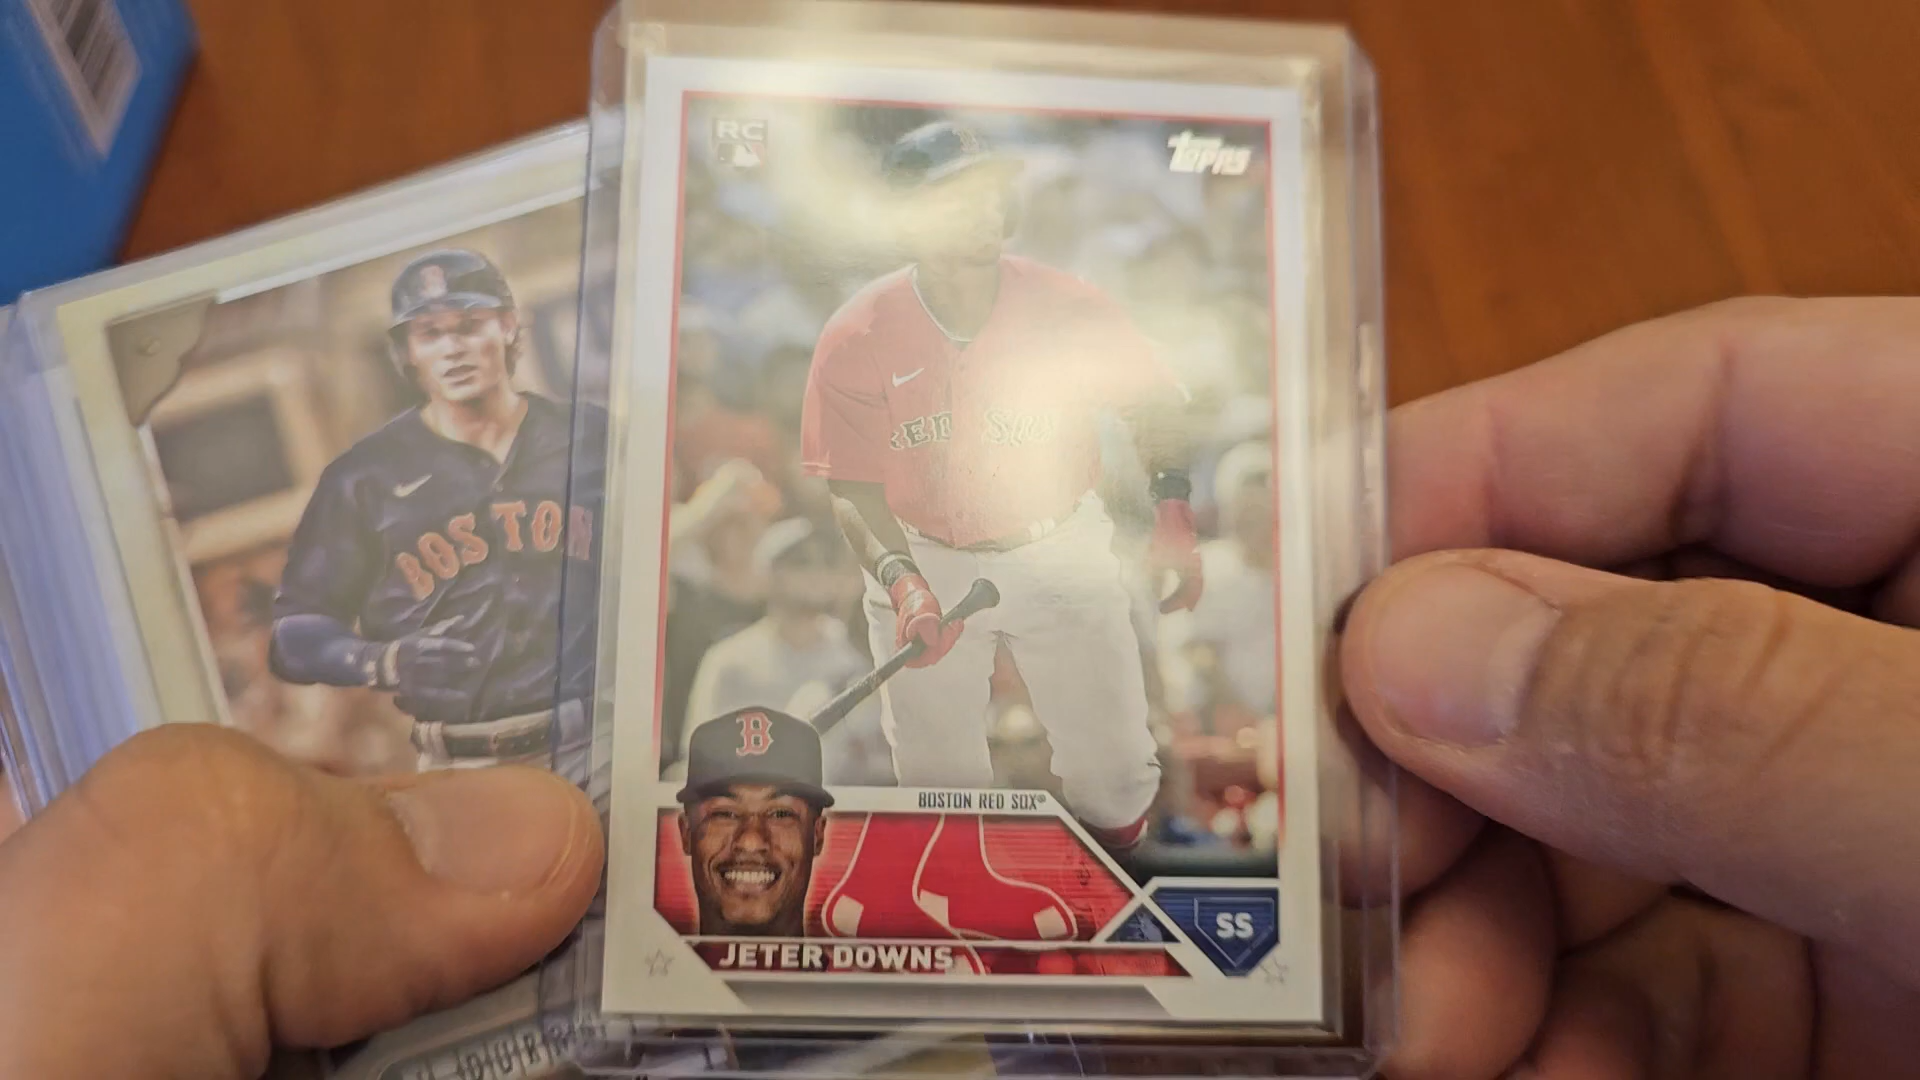 RC
Topps
RED SOX
BOSTON
B
BOSTON RED SOX®
SS
JETER DOWNS